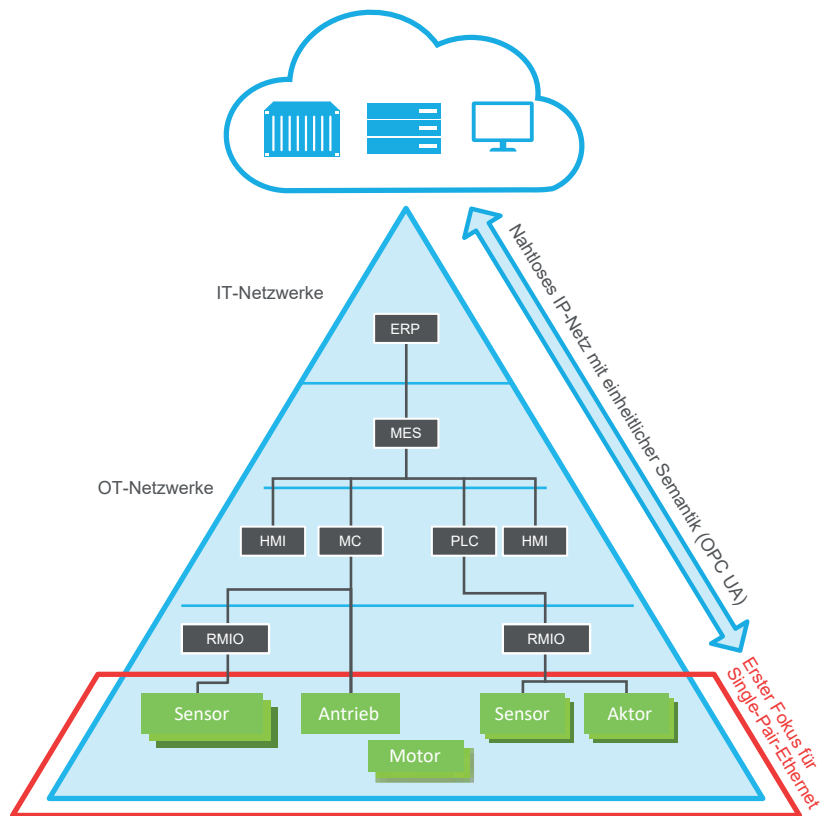 IT-Netzwerke
ERP
Nahtloses IP-Netz mit einheitlicher Semantik (OPC UA)
MES
OT-Netzwerke
HMI
MC
PLC
HMI
RMIO
RMIO
Erster Fokus für
Single-Pair-Ethernet
Sensor
Antrieb
Sensor
Aktor
Motor